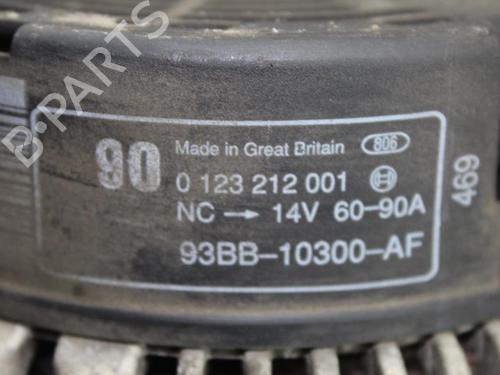 B-PARTS
90 Made in Great Britain 806
0 123 212 001
NC → 14V 60-90A
93BB-10300-AF
469